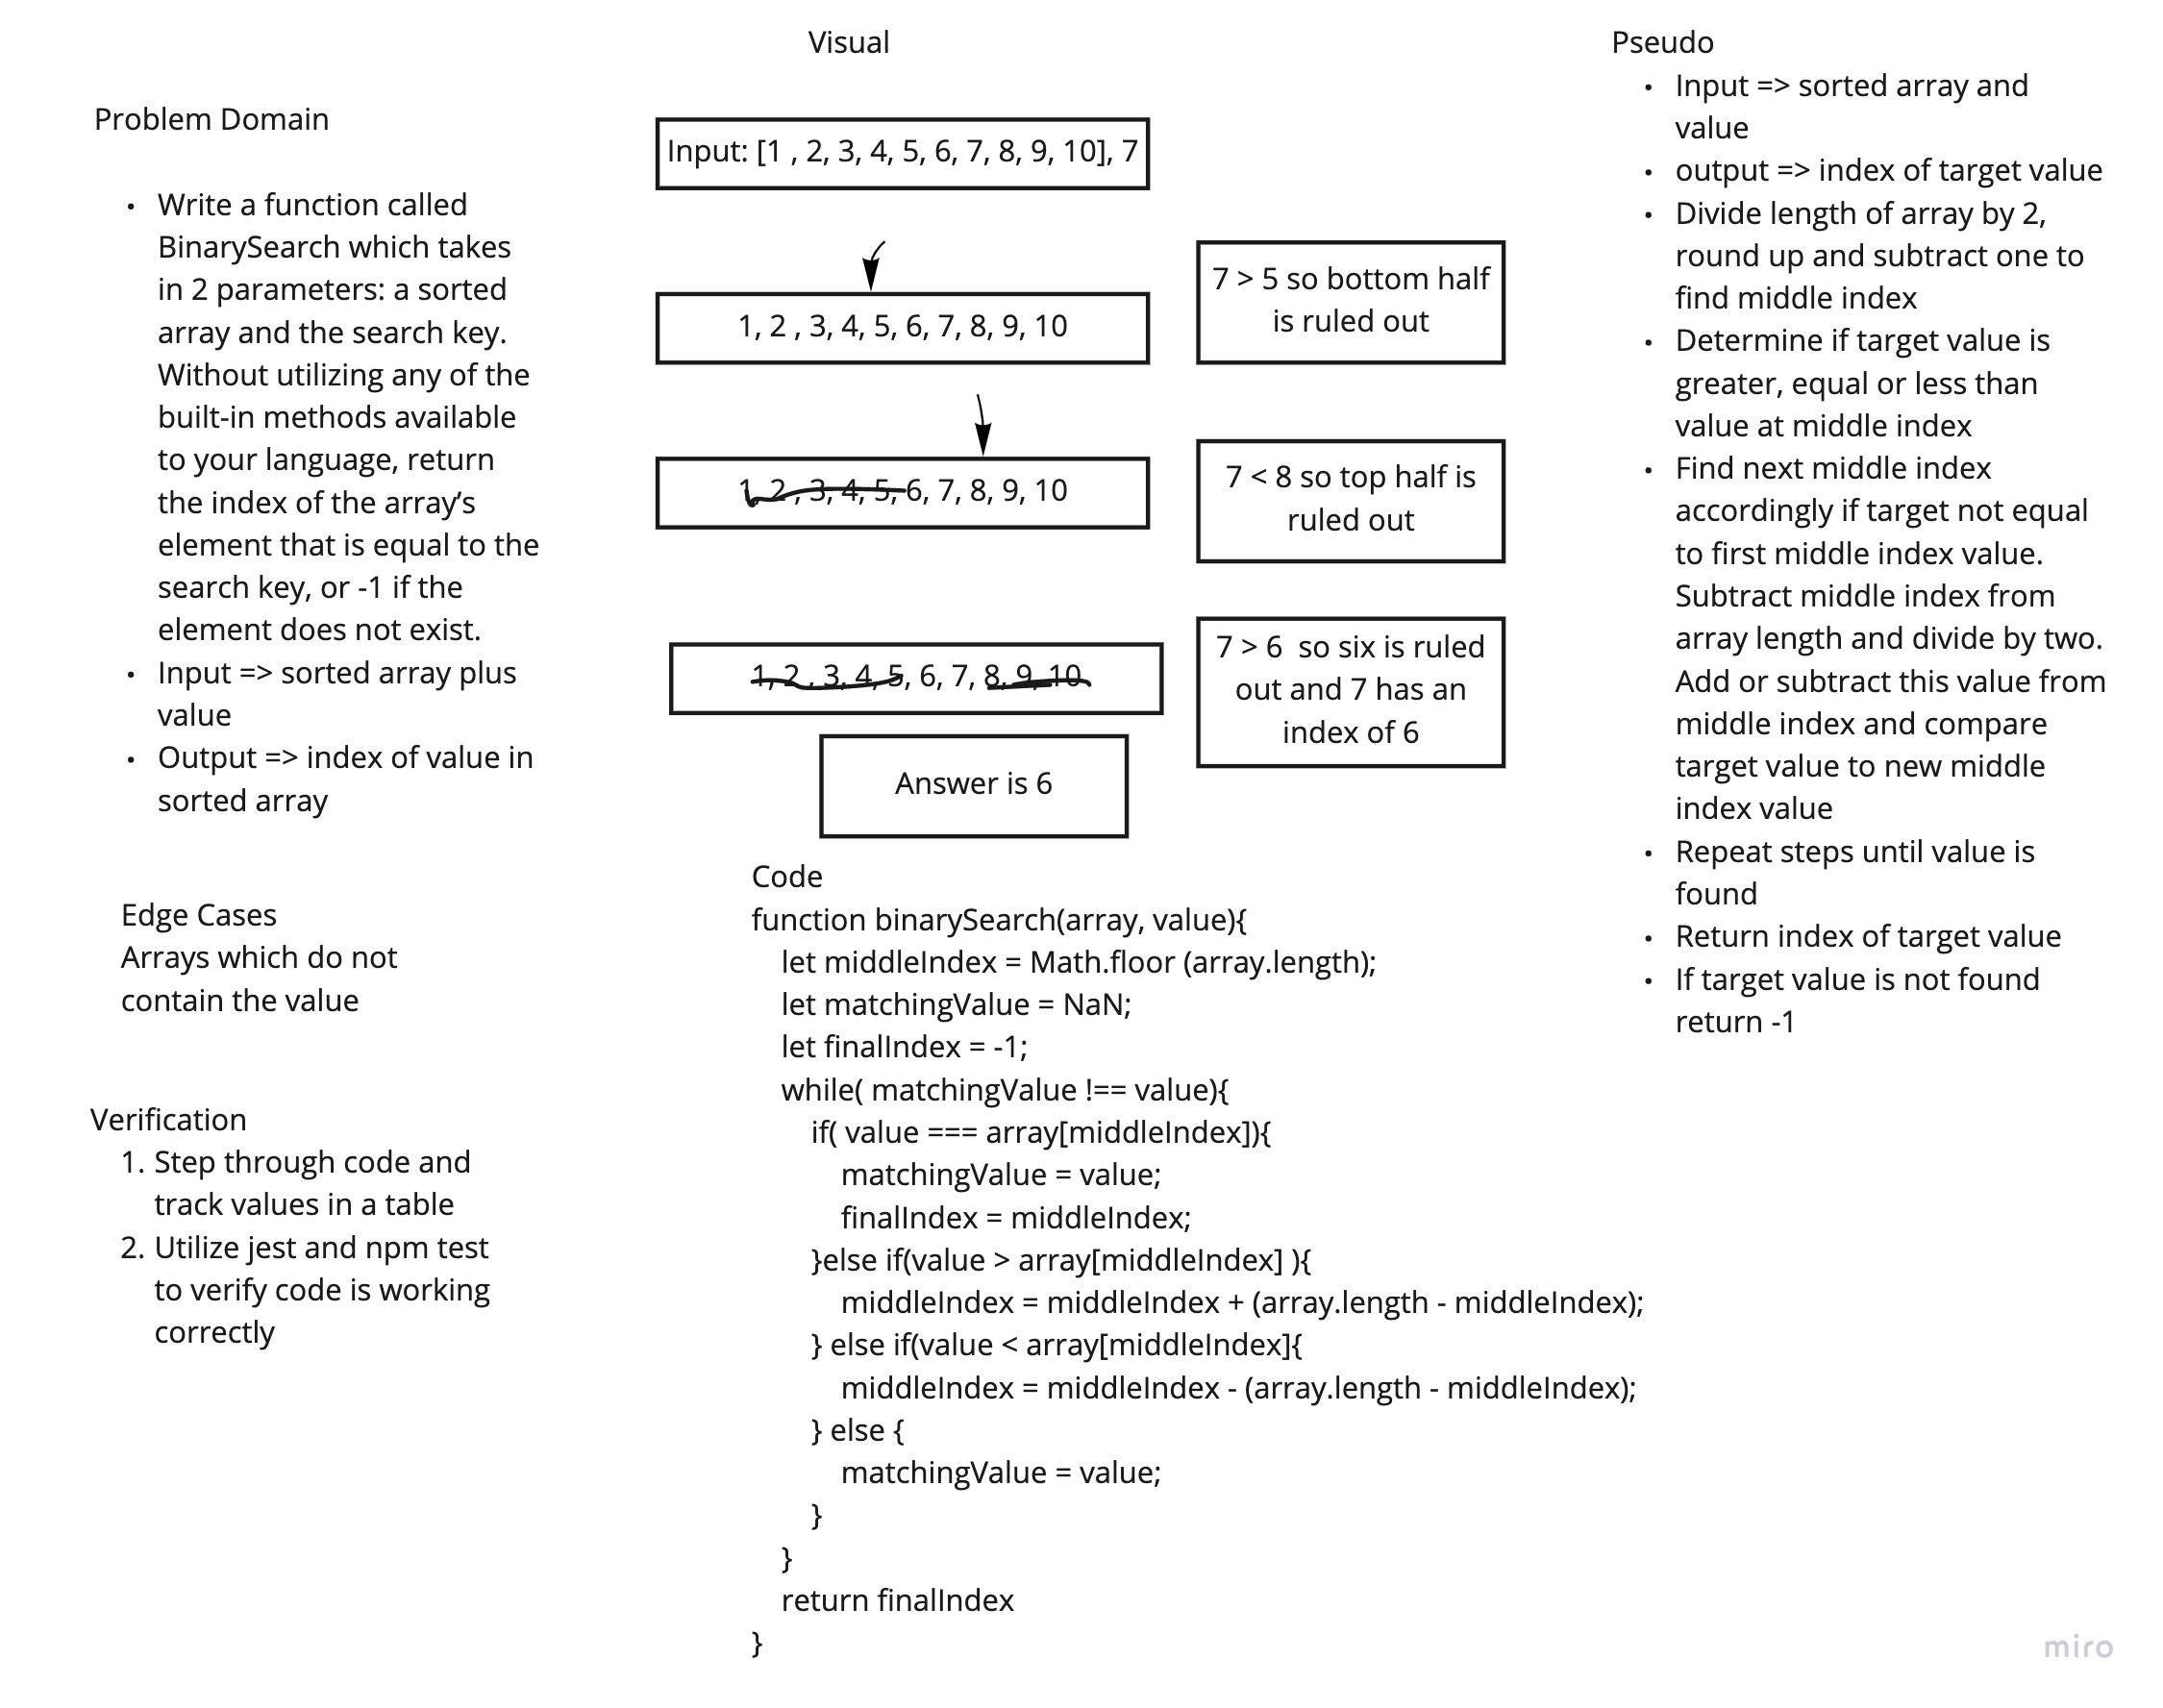 Visual
Problem Domain
• Write a function called
BinarySearch which takes
in 2 parameters: a sorted
array and the search key.
Without utilizing any of the
built-in methods available
to your language, return
the index of the array’s
element that is equal to the
search key, or -1 if the
element does not exist.
• Input => sorted array plus
value
• Output => index of value in
sorted array
Edge Cases
Arrays which do not
contain the value
Verification
1. Step through code and
track values in a table
2. Utilize jest and npm test
to verify code is working
correctly
Input: [1 , 2, 3, 4, 5, 6, 7, 8, 9, 10], 7
1, 2 , 3, 4, 5, 6, 7, 8, 9, 10
7 > 5 so bottom half
is ruled out
1, 2 , 3, 4, 5, 6, 7, 8, 9, 10
7 < 8 so top half is
ruled out
1, 2 , 3, 4, 5, 6, 7, 8, 9, 10
7 > 6  so six is ruled
out and 7 has an
index of 6
Answer is 6
Code
function binarySearch(array, value){
let middleIndex = Math.floor (array.length);
let matchingValue = NaN;
let finalIndex = -1;
while( matchingValue !== value){
if( value === array[middleIndex]){
matchingValue = value;
finalIndex = middleIndex;
}else if(value > array[middleIndex] ){
middleIndex = middleIndex + (array.length - middleIndex);
} else if(value < array[middleIndex]{
middleIndex = middleIndex - (array.length - middleIndex);
} else {
matchingValue = value;
}
}
return finalIndex
}
Pseudo
• Input => sorted array and
value
• output => index of target value
• Divide length of array by 2,
round up and subtract one to
find middle index
• Determine if target value is
greater, equal or less than
value at middle index
• Find next middle index
accordingly if target not equal
to first middle index value.
Subtract middle index from
array length and divide by two.
Add or subtract this value from
middle index and compare
target value to new middle
index value
• Repeat steps until value is
found
• Return index of target value
• If target value is not found
return -1
miro